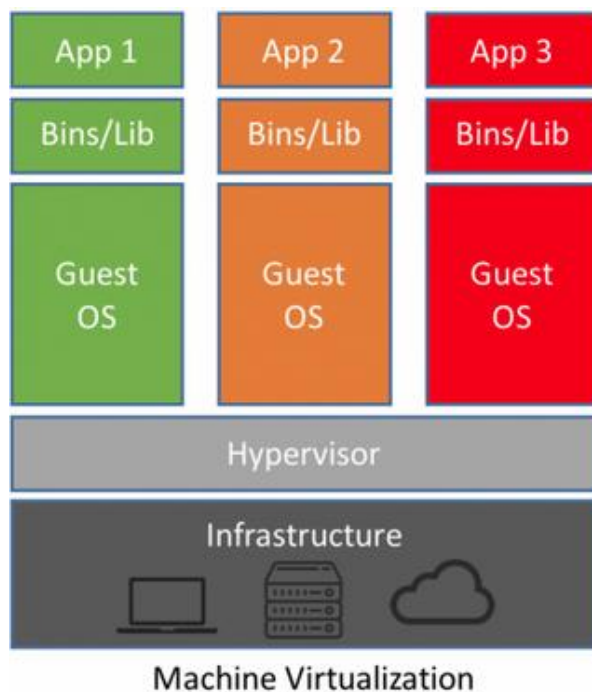 App 1
App 2
App 3
Bins/Lib
Bins/Lib
Bins/Lib
Guest
OS
Guest
OS
Guest
OS
Hypervisor
Infrastructure
Machine Virtualization